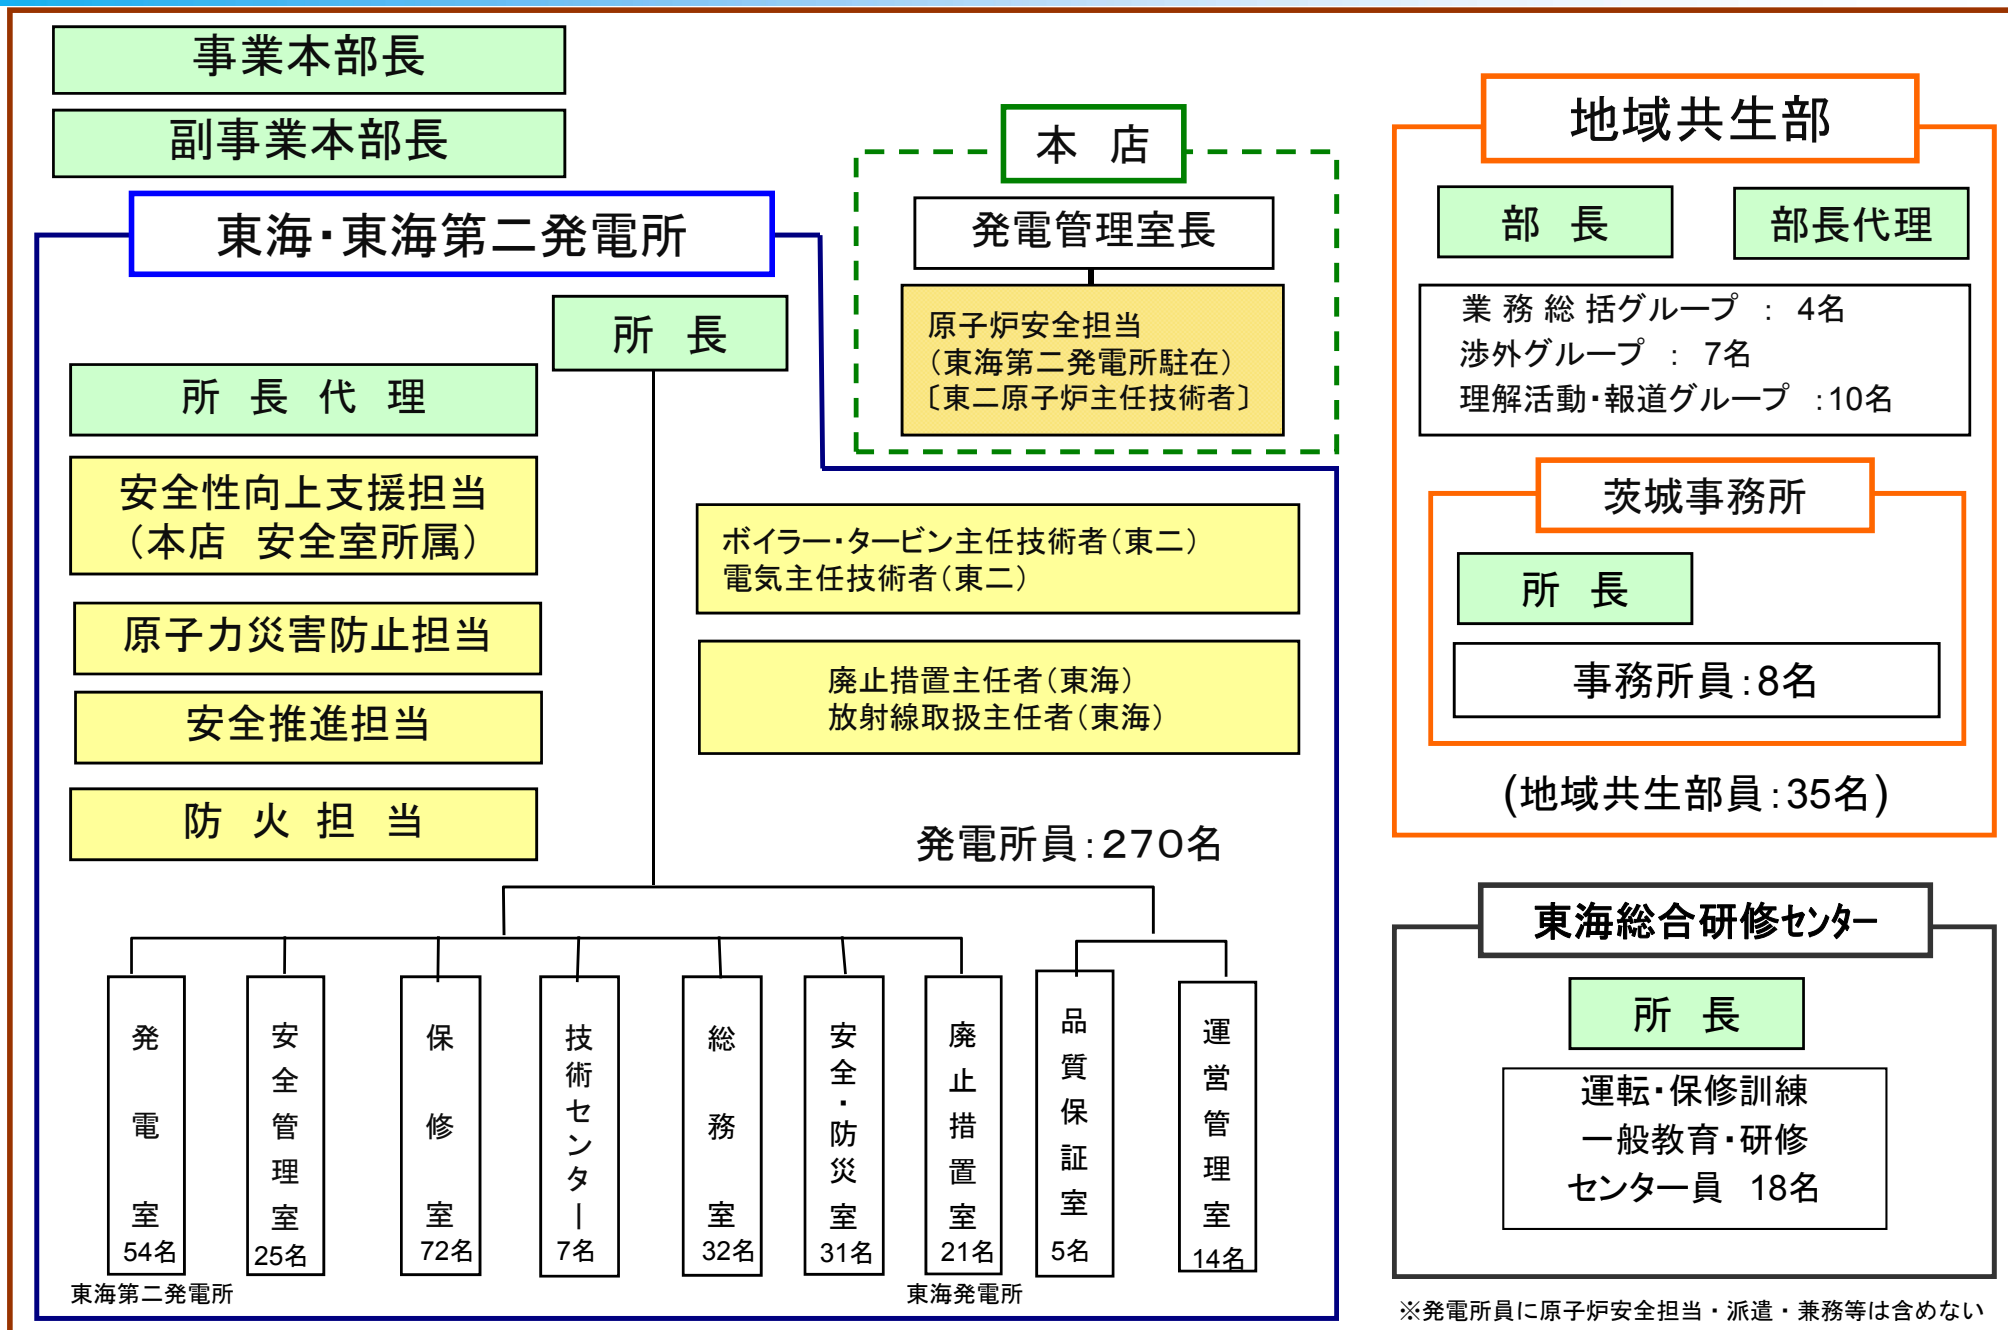 事業本部長
副事業本部長
東海・東海第二発電所
所 長
所 長 代 理
安全性向上支援担当
（本店 安全室所属）
原子力災害防止担当
安全推進担当
防 火 担 当
本 店
発電管理室長
原子炉安全担当
（東海第二発電所駐在）
〔東二原子炉主任技術者〕
ボイラー・タービン主任技術者（東二）
電気主任技術者（東二）
廃止措置主任者（東海）
放射線取扱主任者（東海）
発電所員：２７０名
発電室
54名
安全管理室
25名
保修室
72名
技術センター
7名
総務室
32名
安全・防災室
31名
廃止措置室
21名
品質保証室
5名
運営管理室
14名
東海第二発電所
東海発電所
地域共生部
部 長
部長代理
業 務 総 括グループ ： 4名
渉外グループ ： 7名
理解活動・報道グループ ：10名
茨城事務所
所 長
事務所員：8名
(地域共生部員：35名)
東海総合研修センター
所 長
運転・保修訓練
一般教育・研修
センター員 18名
※発電所員に原子炉安全担当・派遣・兼務等は含めない